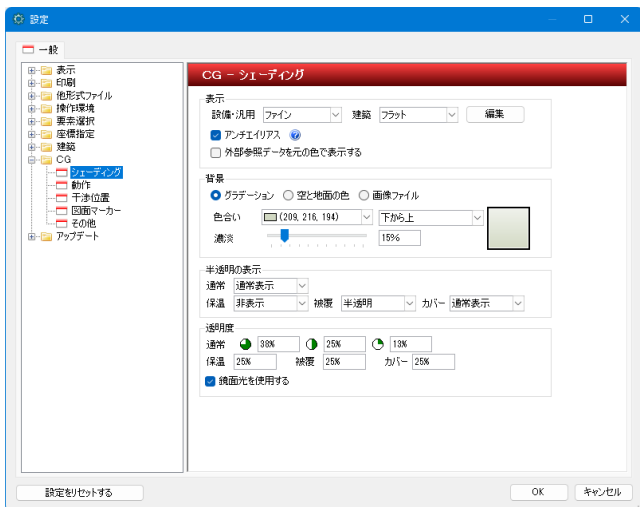 設定
一般
表示
印刷
他形式ファイル
操作環境
要素選択
座標指定
建築
CG
シェーディング
動作
干渉位置
図面マーカー
その他
アップデート
CG - シェーディング
表示
設備・汎用 ファイン 建築 フラット 編集
アンチエイリアス
外部参照データを元の色で表示する
背景
グラデーション 空と地面の色 画像ファイル
色合い (209, 216, 194) 下から上
濃淡 15%
半透明の表示
通常 通常表示
保温 非表示 被覆 半透明 カバー 通常表示
透明度
通常 38% 25% 13%
保温 25% 被覆 25% カバー 25%
鏡面光を使用する
設定をリセットする OK キャンセル